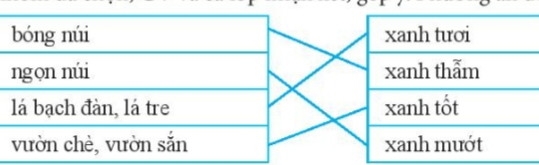 bóng núi
xanh tươi
ngọn núi
xanh thẫm
lá bạch đàn, lá tre
xanh tốt
vườn chè, vườn sắn
xanh mướt